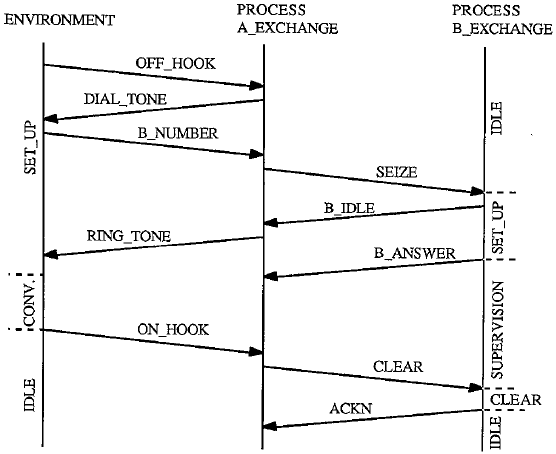 ENVIRONMENT
PROCESS
A_EXCHANGE
PROCESS
B_EXCHANGE
OFF_HOOK
DIAL_TONE
IDLE
B_NUMBER
SET_UP
SEIZE
B_IDLE
SET_UP
RING_TONE
B_ANSWER
CONV.
SUPERVISION
ON_HOOK
CLEAR
IDLE
CLEAR
ACKN
IDLE